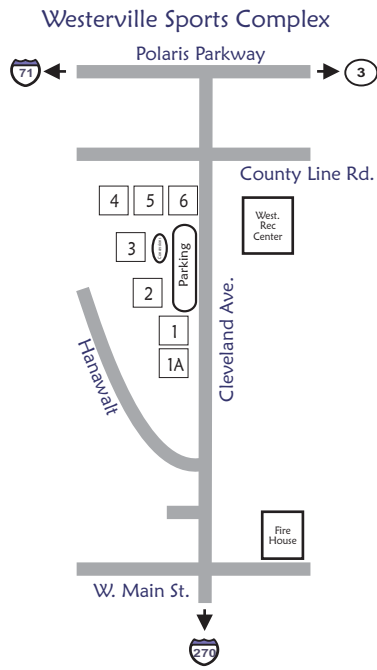 Westerville Sports Complex
Polaris Parkway
71
3
County Line Rd.
4
5
6
West.
Rec
Center
3
Parking
2
Cleveland Ave.
1
1A
Hanawalt
Fire
House
W. Main St.
270